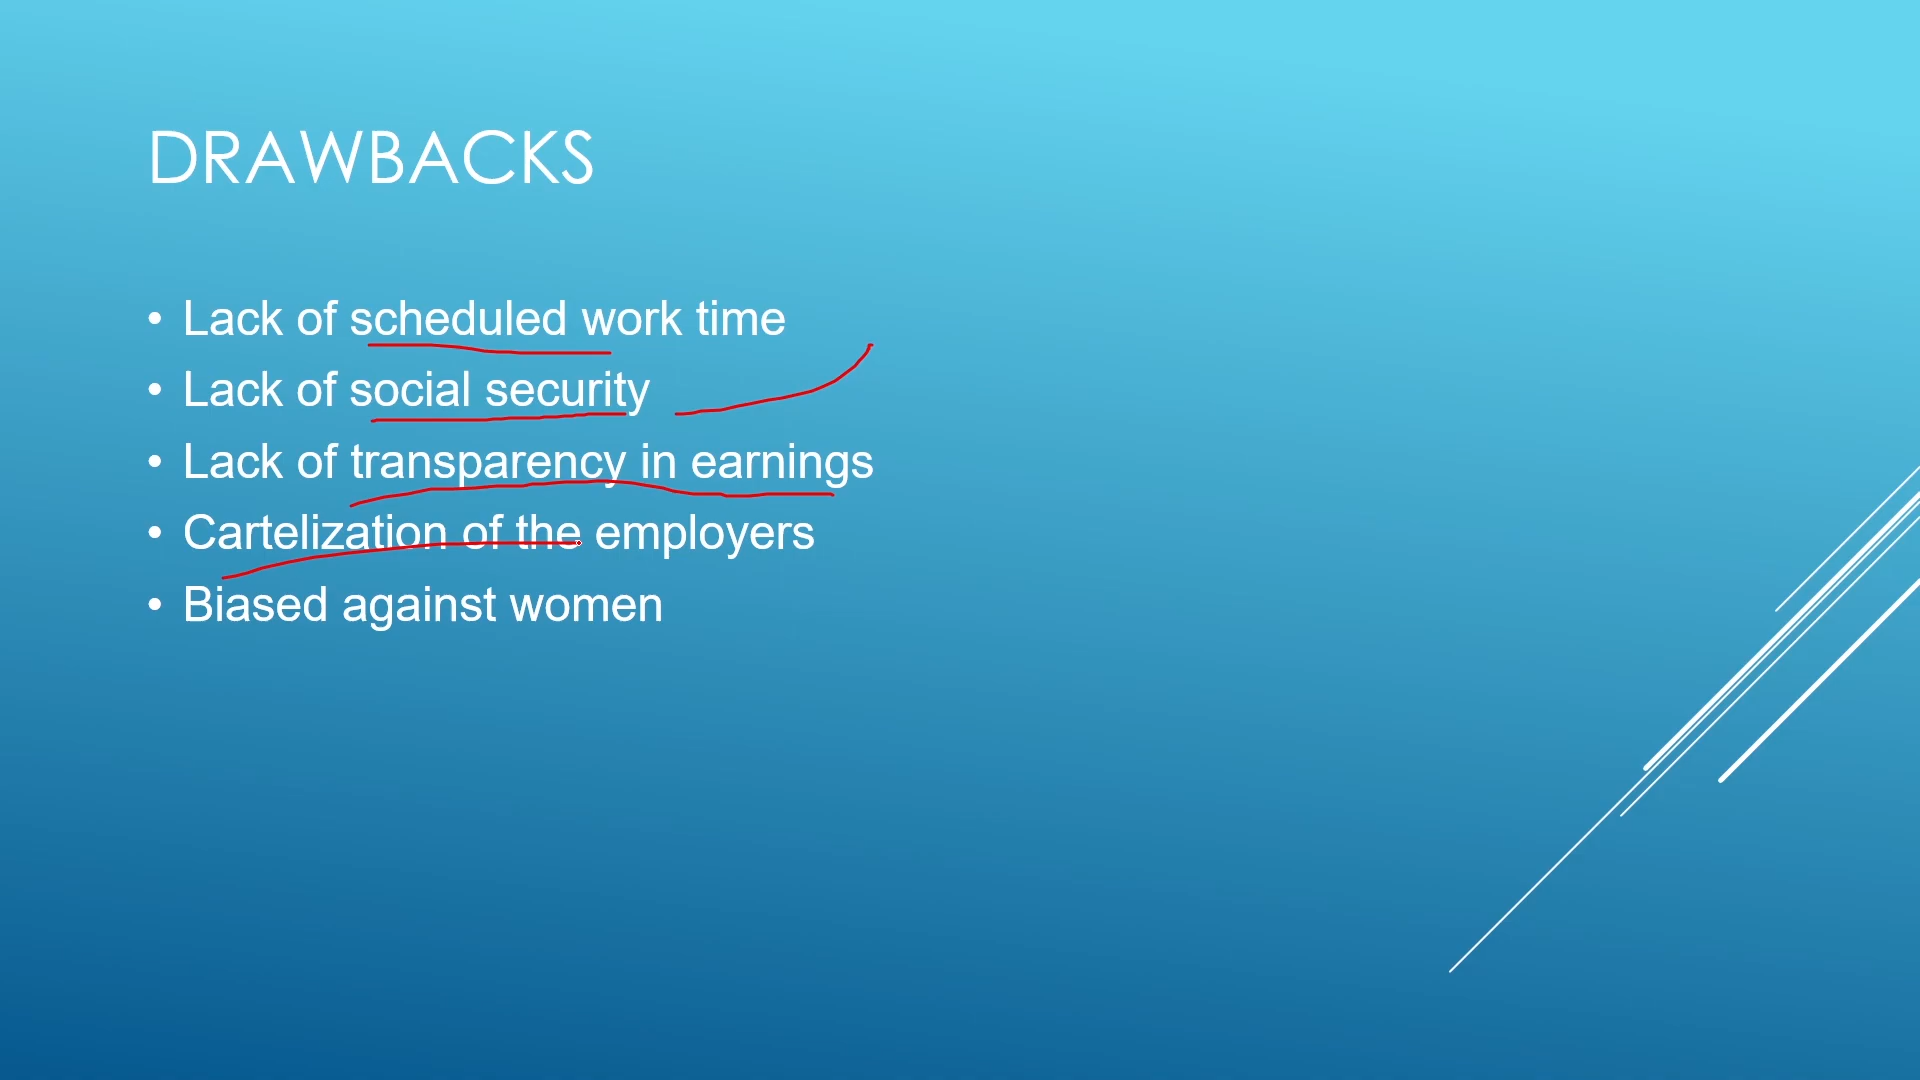 DRAWBACKS
• Lack of scheduled work time
• Lack of social security
• Lack of transparency in earnings
• Cartelization of the employers
• Biased against women